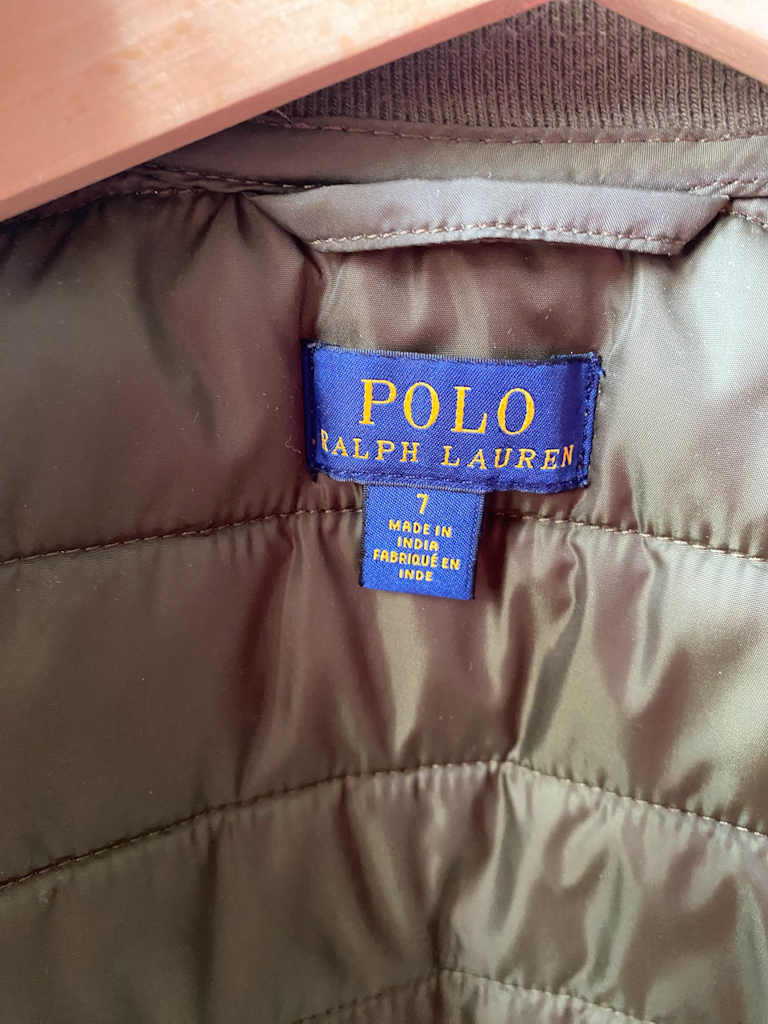 POLO
RALPH LAUREN
7
MADE IN
INDIA
FABRIQUÉ EN
INDE